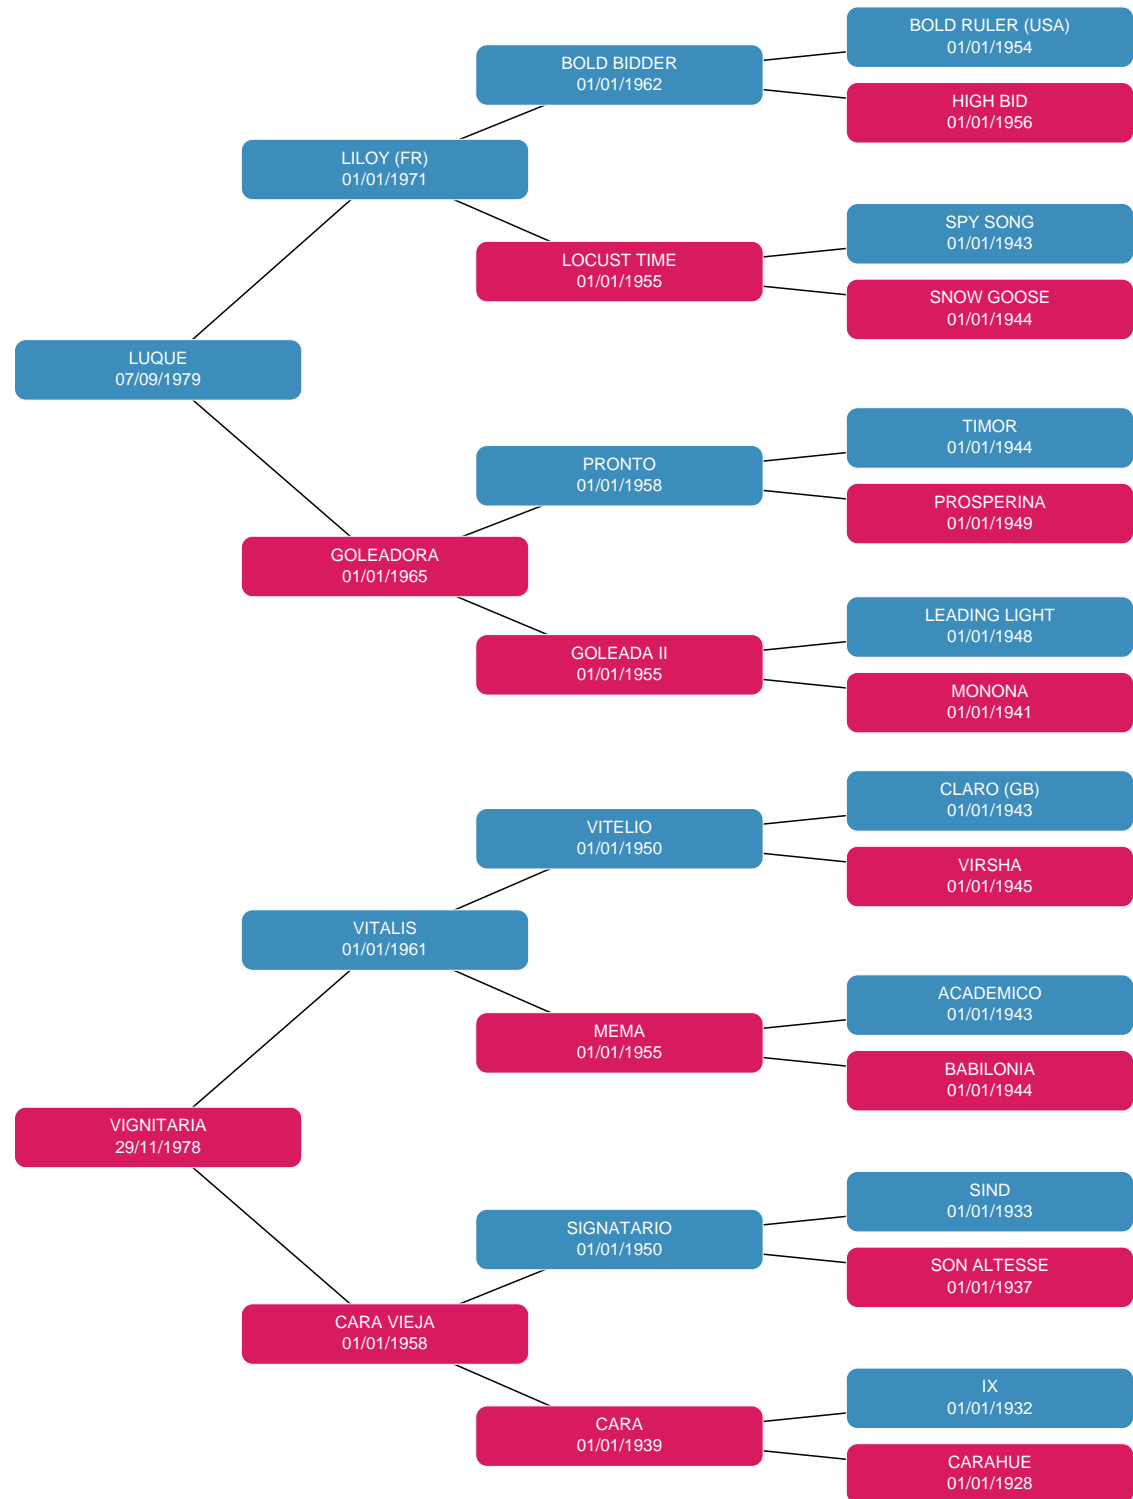 BOLD RULER (USA)
01/01/1954
BOLD BIDDER
01/01/1962
HIGH BID
01/01/1956
LILOY (FR)
01/01/1971
SPY SONG
01/01/1943
LOCUST TIME
01/01/1955
SNOW GOOSE
01/01/1944
LUQUE
07/09/1979
TIMOR
01/01/1944
PRONTO
01/01/1958
PROSPERINA
01/01/1949
GOLEADORA
01/01/1965
LEADING LIGHT
01/01/1948
GOLEADA II
01/01/1955
MONONA
01/01/1941
CLARO (GB)
01/01/1943
VITELIO
01/01/1950
VIRSHA
01/01/1945
VITALIS
01/01/1961
ACADEMICO
01/01/1943
MEMA
01/01/1955
BABILONIA
01/01/1944
VIGNITARIA
29/11/1978
SIND
01/01/1933
SIGNATARIO
01/01/1950
SON ALTESSE
01/01/1937
CARA VIEJA
01/01/1958
IX
01/01/1932
CARA
01/01/1939
CARAHUE
01/01/1928